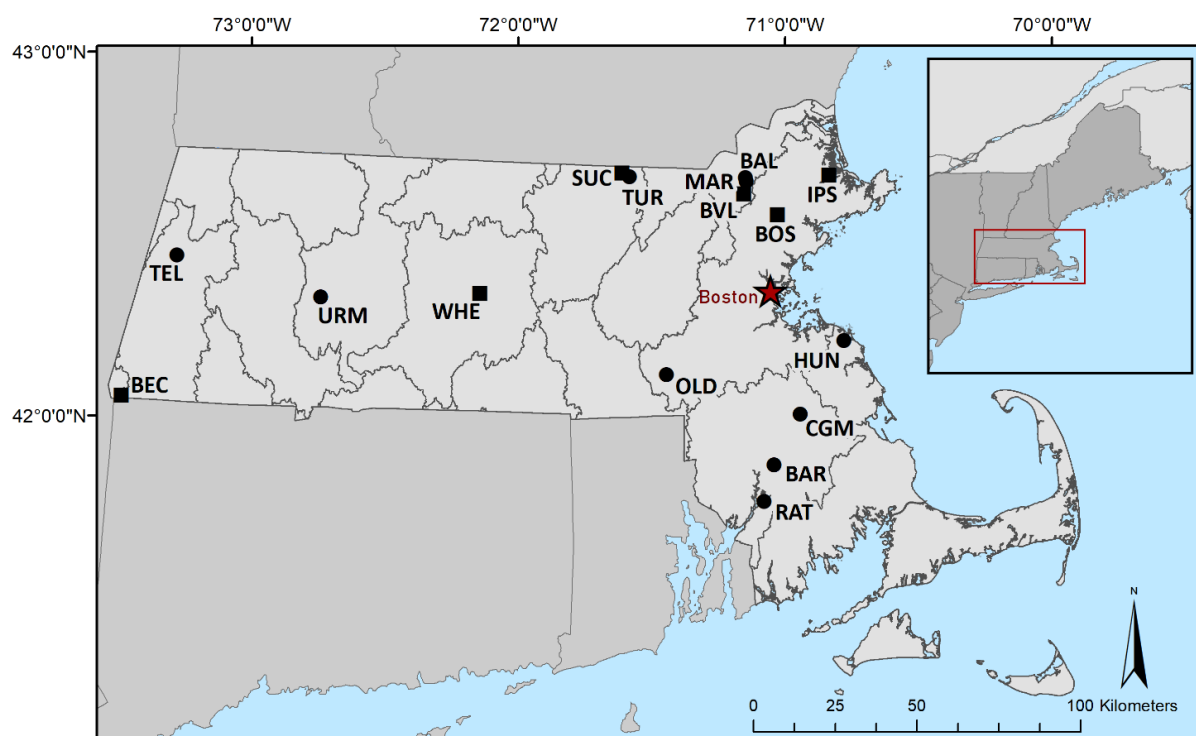 73°0'0"W 72°0'0"W 71°0'0"W 70°0'0"W
43°0'0"N
BAL
SUC
MAR
TUR
IPS
BVL
BOS
TEL
Boston
WHE
URM
HUN
BEC
OLD
42°0'0"N
CGM
BAR
RAT
N
0 25 50 100 Kilometers